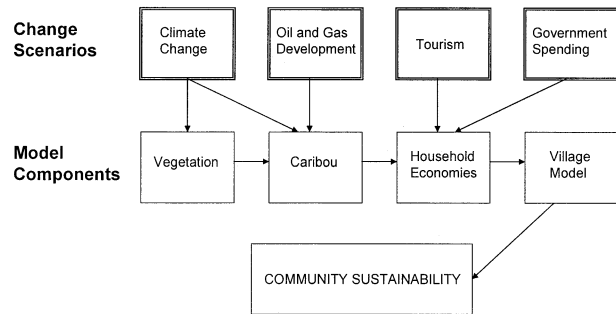 Change Scenarios
Climate Change
Oil and Gas Development
Tourism
Government Spending
Model Components
Vegetation
Caribou
Household Economies
Village Model
COMMUNITY SUSTAINABILITY